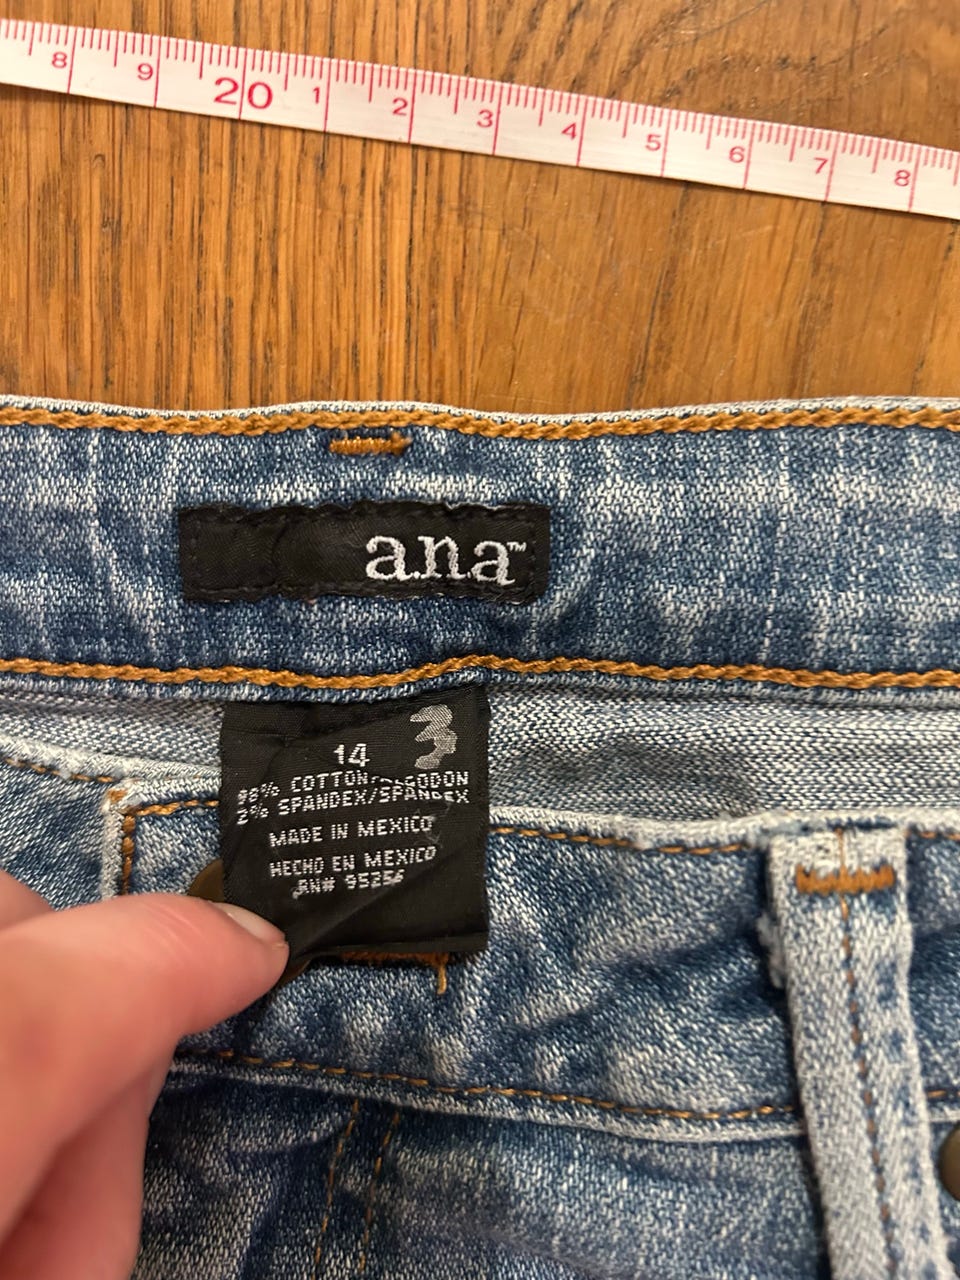 8 9 20 1 2 3 4 5 6 7 8
a.n.a™
3
14
98% COTTON/ALGODON
2% SPANDEX/SPANDEX
MADE IN MEXICO
HECHO EN MEXICO
RN# 95256